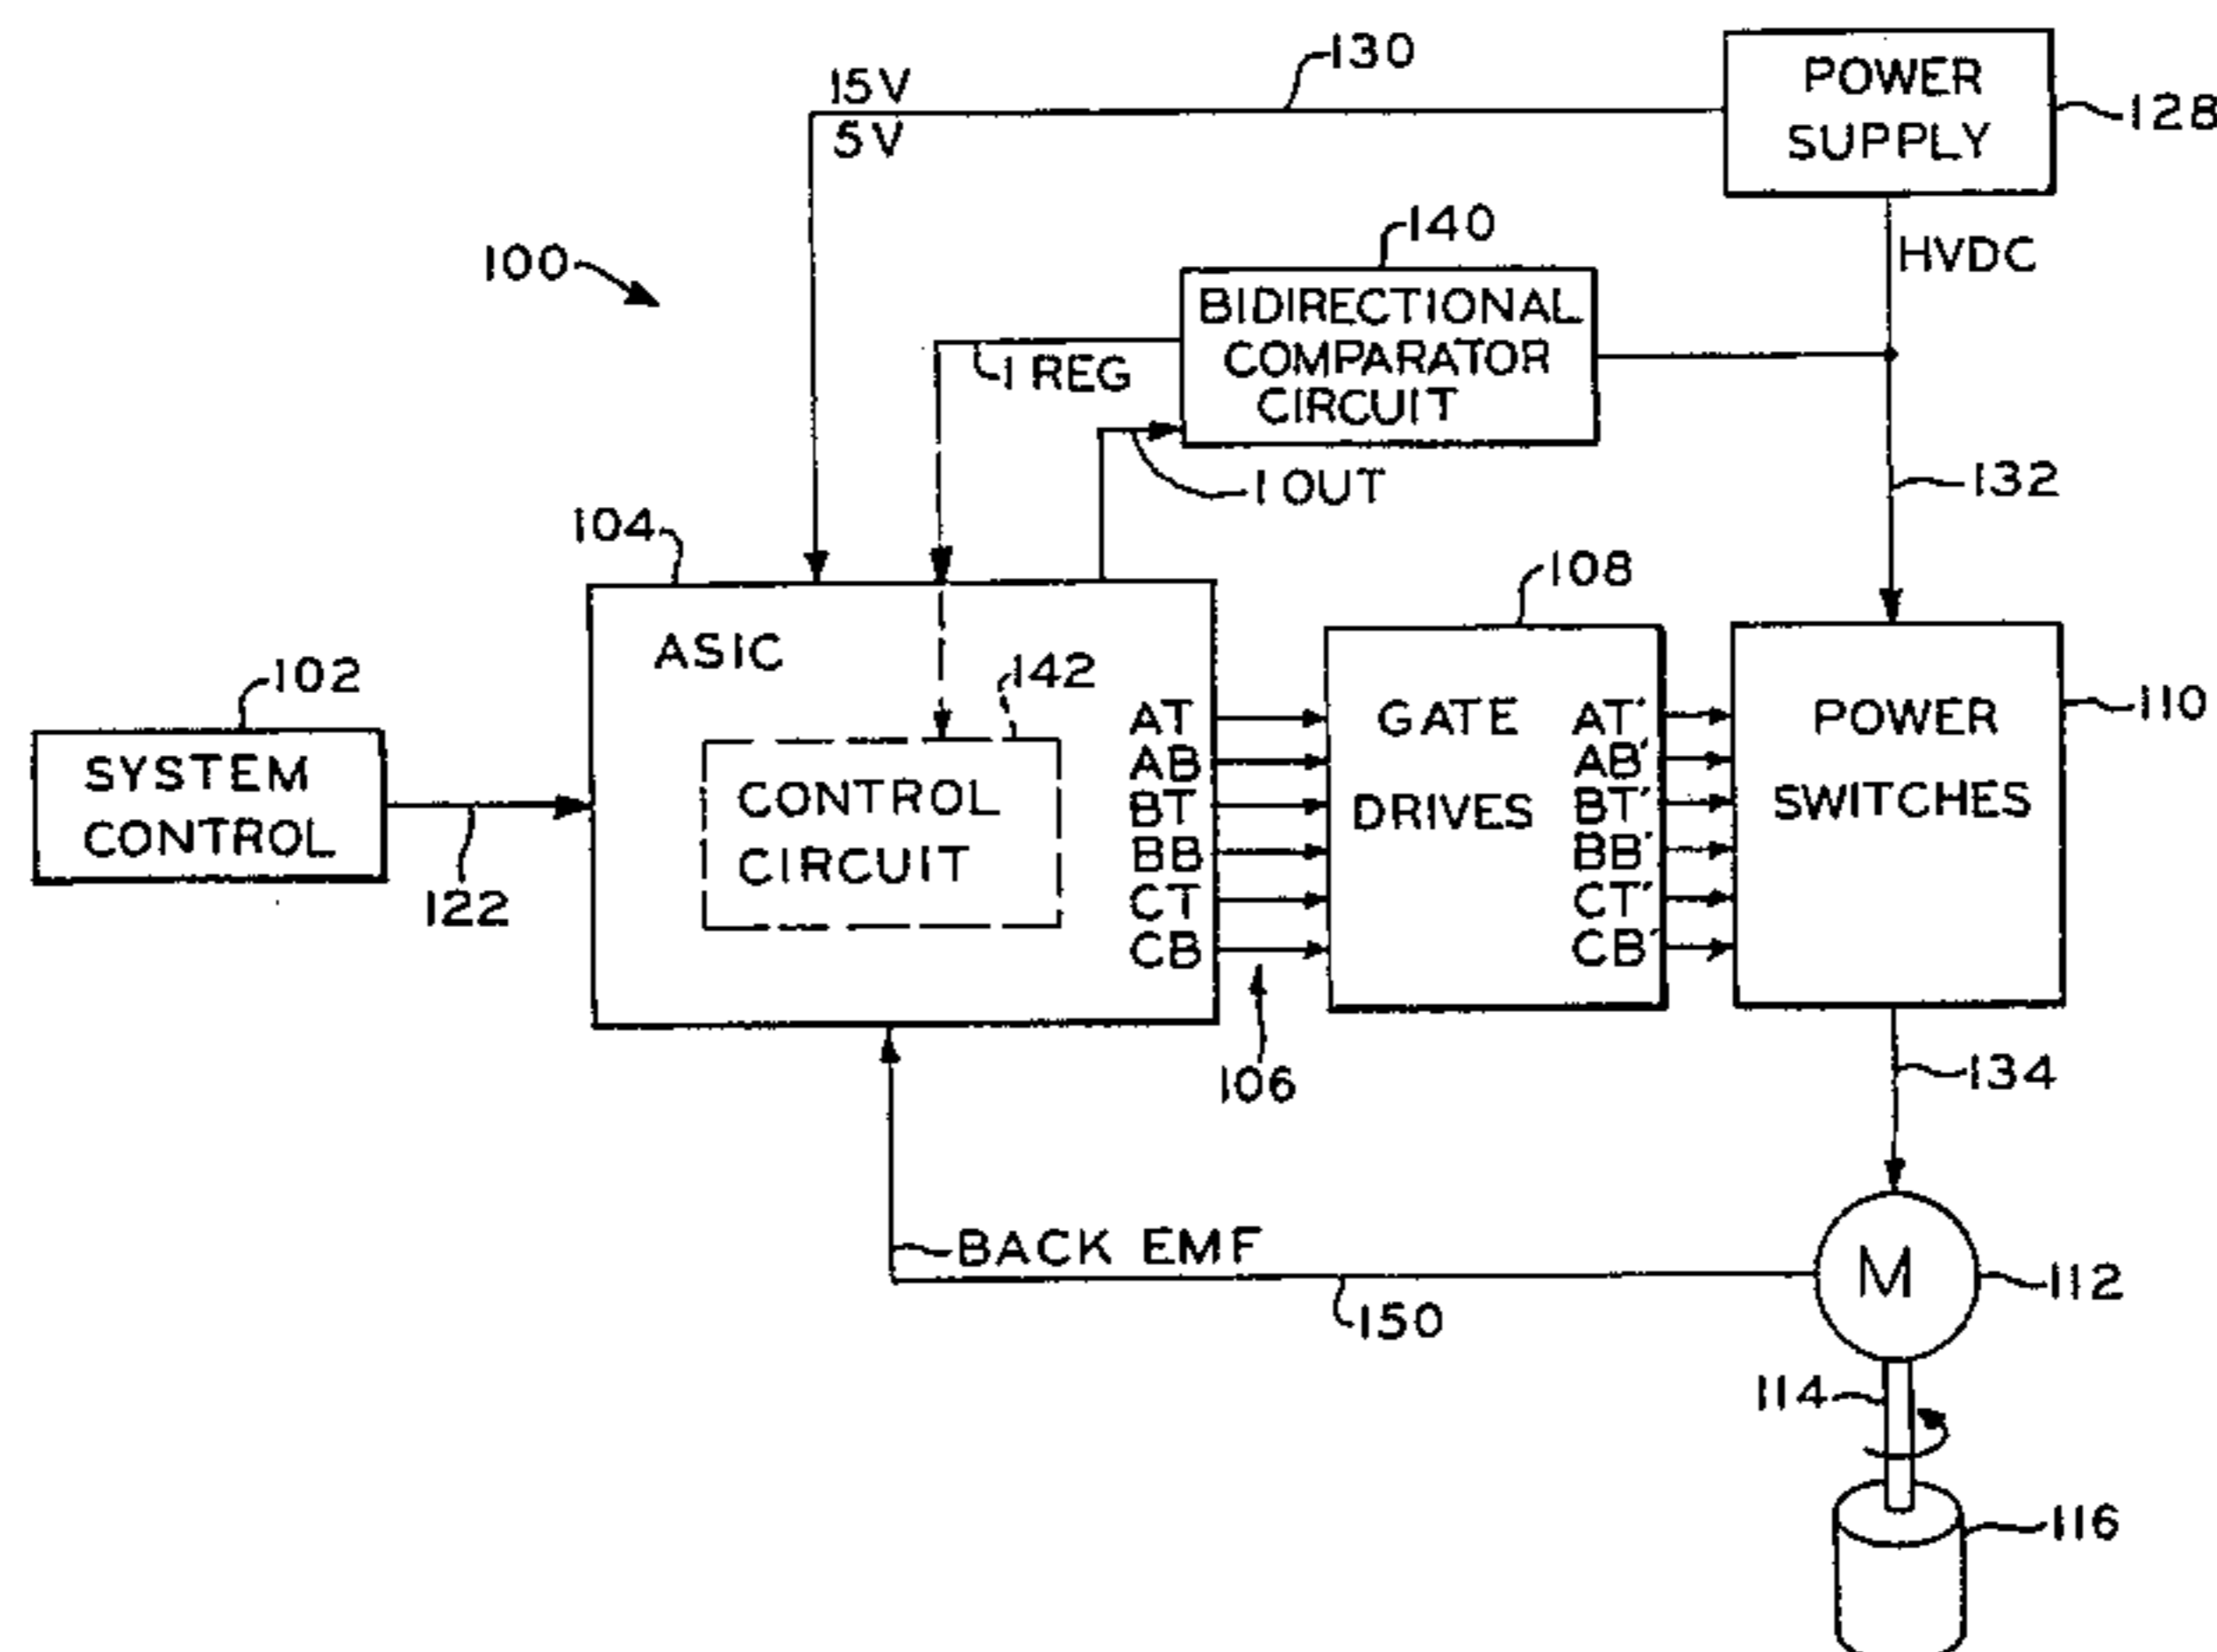 130
15V
5V
POWER
SUPPLY
128
140
HVDC
100
BIDIRECTIONAL
COMPARATOR
CIRCUIT
I REG
I OUT
132
104
108
ASIC
142
102
SYSTEM
CONTROL
122
CONTROL
CIRCUIT
AT
AB
BT
BB
CT
CB
106
GATE
DRIVES
AT'
AB'
BT'
BB'
CT'
CB'
POWER
SWITCHES
110
134
BACK EMF
150
M
112
114
116